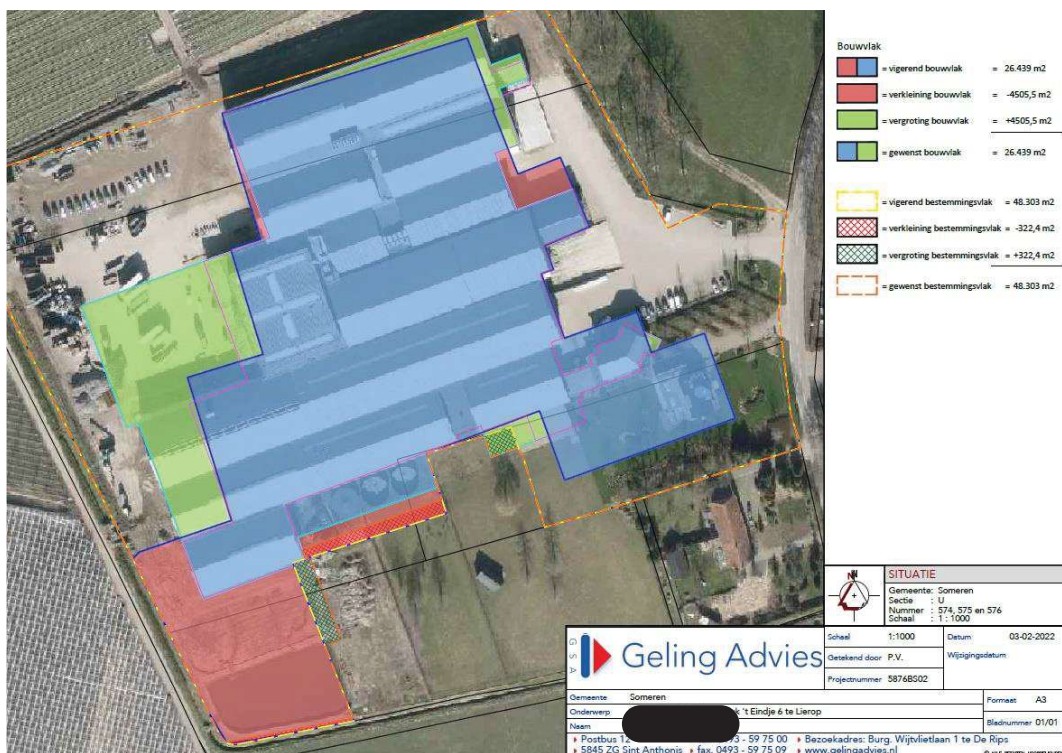 Bouwvlak
= vigerend bouwvlak = 26.439 m2
= verkleining bouwvlak = -4505,5 m2
= vergroting bouwvlak = +4505,5 m2
= gewenst bouwvlak = 26.439 m2
= vigerend bestemmingsvlak = 48.303 m2
= verkleining bestemmingsvlak = -322,4 m2
= vergroting bestemmingsvlak = +322,4 m2
= gewenst bestemmingsvlak = 48.303 m2
N
SITUATIE
Gemeente: Someren
Sectie : U
Nummer : 574, 575 en 576
Schaal : 1 : 1000
GSA
Geling Advies
Schaal 1:1000 Datum 03-02-2022
Getekend door P.V. Wijzigingsdatum
Projectnummer 5876BS02
Gemeente Someren Formaat A3
Onderwerp 't Eindje 6 te Lierop
Naam Bladnummer 01/01
Postbus 12 93 - 59 75 00 Bezoekadres: Burg. Wijtvlietlaan 1 te De Rips
5845 ZG Sint Anthonis fax. 0493 - 59 75 09 www.gelingadvies.nl